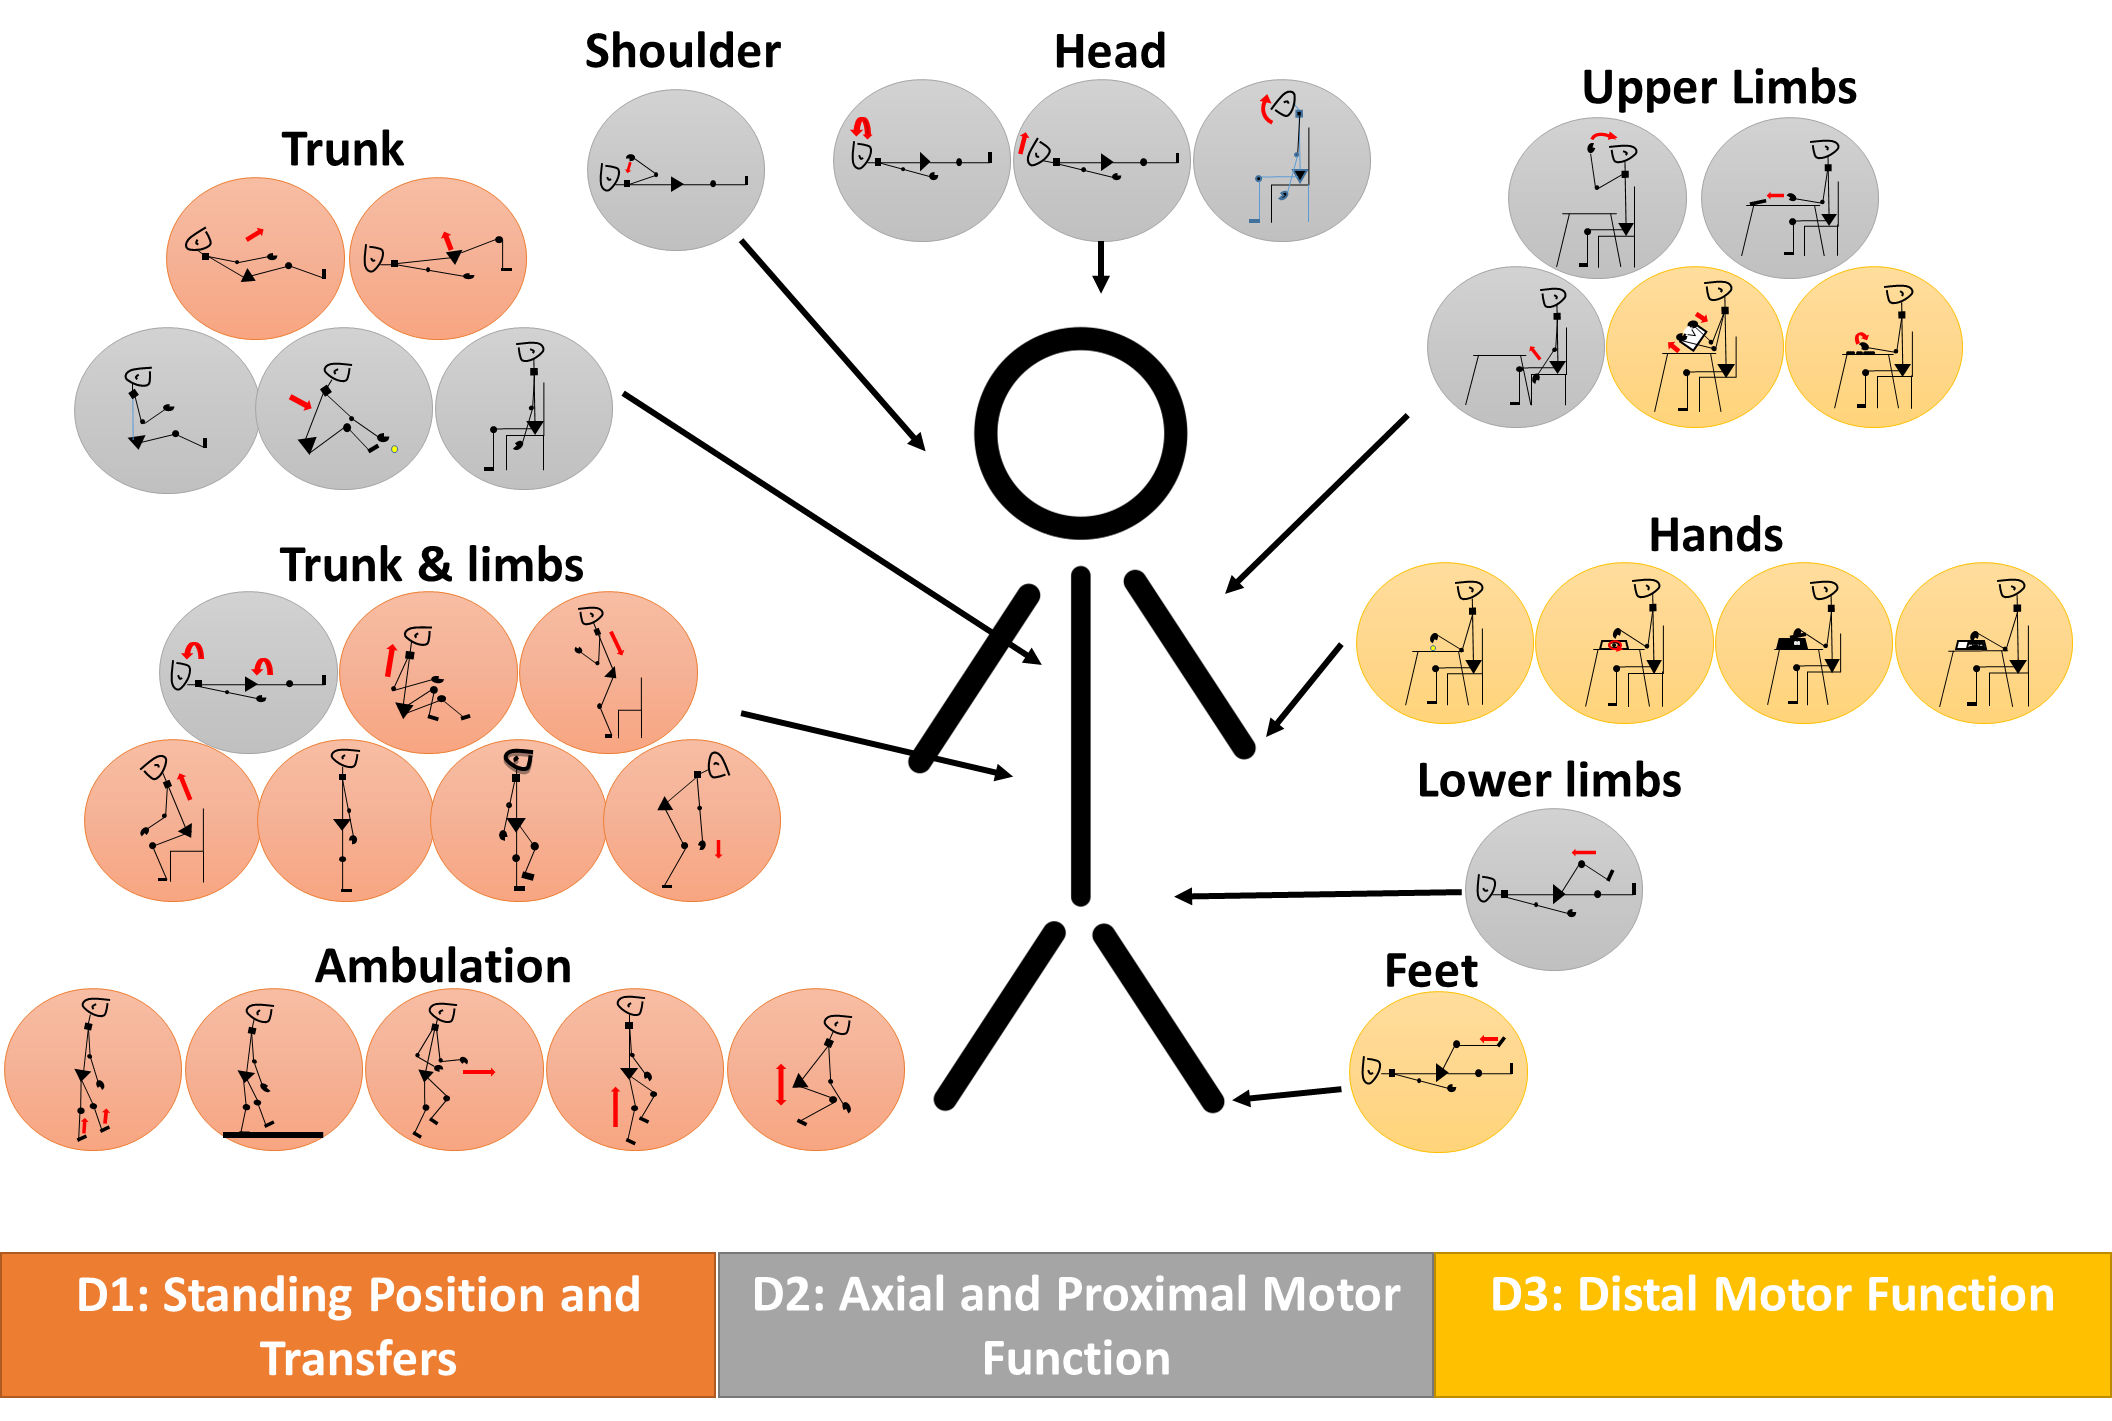 Shoulder
Head
Upper Limbs
Trunk
Hands
Trunk & limbs
Lower limbs
Ambulation
Feet
D1: Standing Position and
Transfers
D2: Axial and Proximal Motor
Function
D3: Distal Motor Function